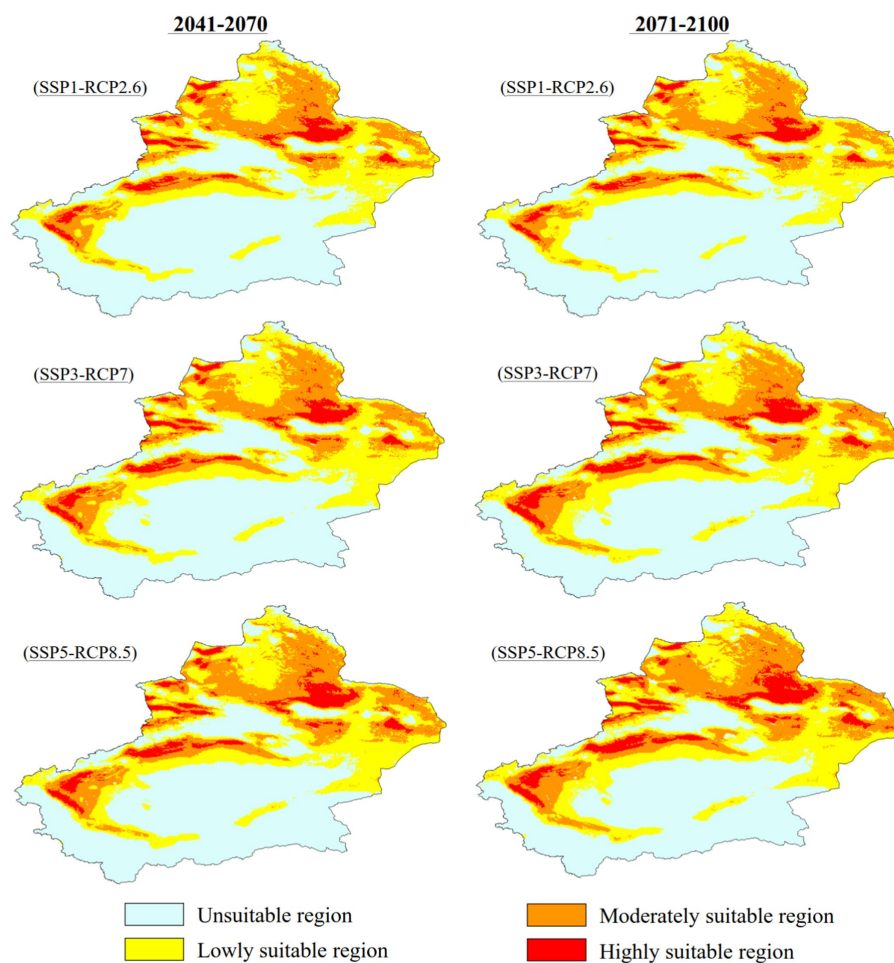 2041-2070
2071-2100
(SSP1-RCP2.6)
(SSP1-RCP2.6)
(SSP3-RCP7)
(SSP3-RCP7)
(SSP5-RCP8.5)
(SSP5-RCP8.5)
Unsuitable region
Moderately suitable region
Lowly suitable region
Highly suitable region